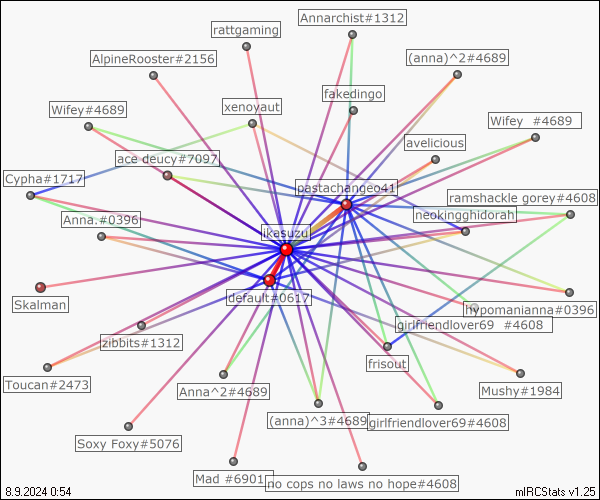 Annarchist#1312
rattgaming
AlpineRooster#2156
(anna)^2#4689
fakedingo
xenoyaut
Wifey#4689
Wifey #4689
avelicious
ace deucy#7097
Cypha#1717
pastachangeo41
ramshackle gorey#4608
neokingghidorah
Anna.#0396
ikasuzu
Skalman
default#0617
hypomanianna#0396
girlfriendlover69 #4608
zibbits#1312
frisout
Toucan#2473
Anna^2#4689
Mushy#1984
(anna)^3#4689
girlfriendlover69#4608
Soxy Foxy#5076
Mad #6901
no cops no laws no hope#4608
8.9.2024 0:54
mIRCStats v1.25